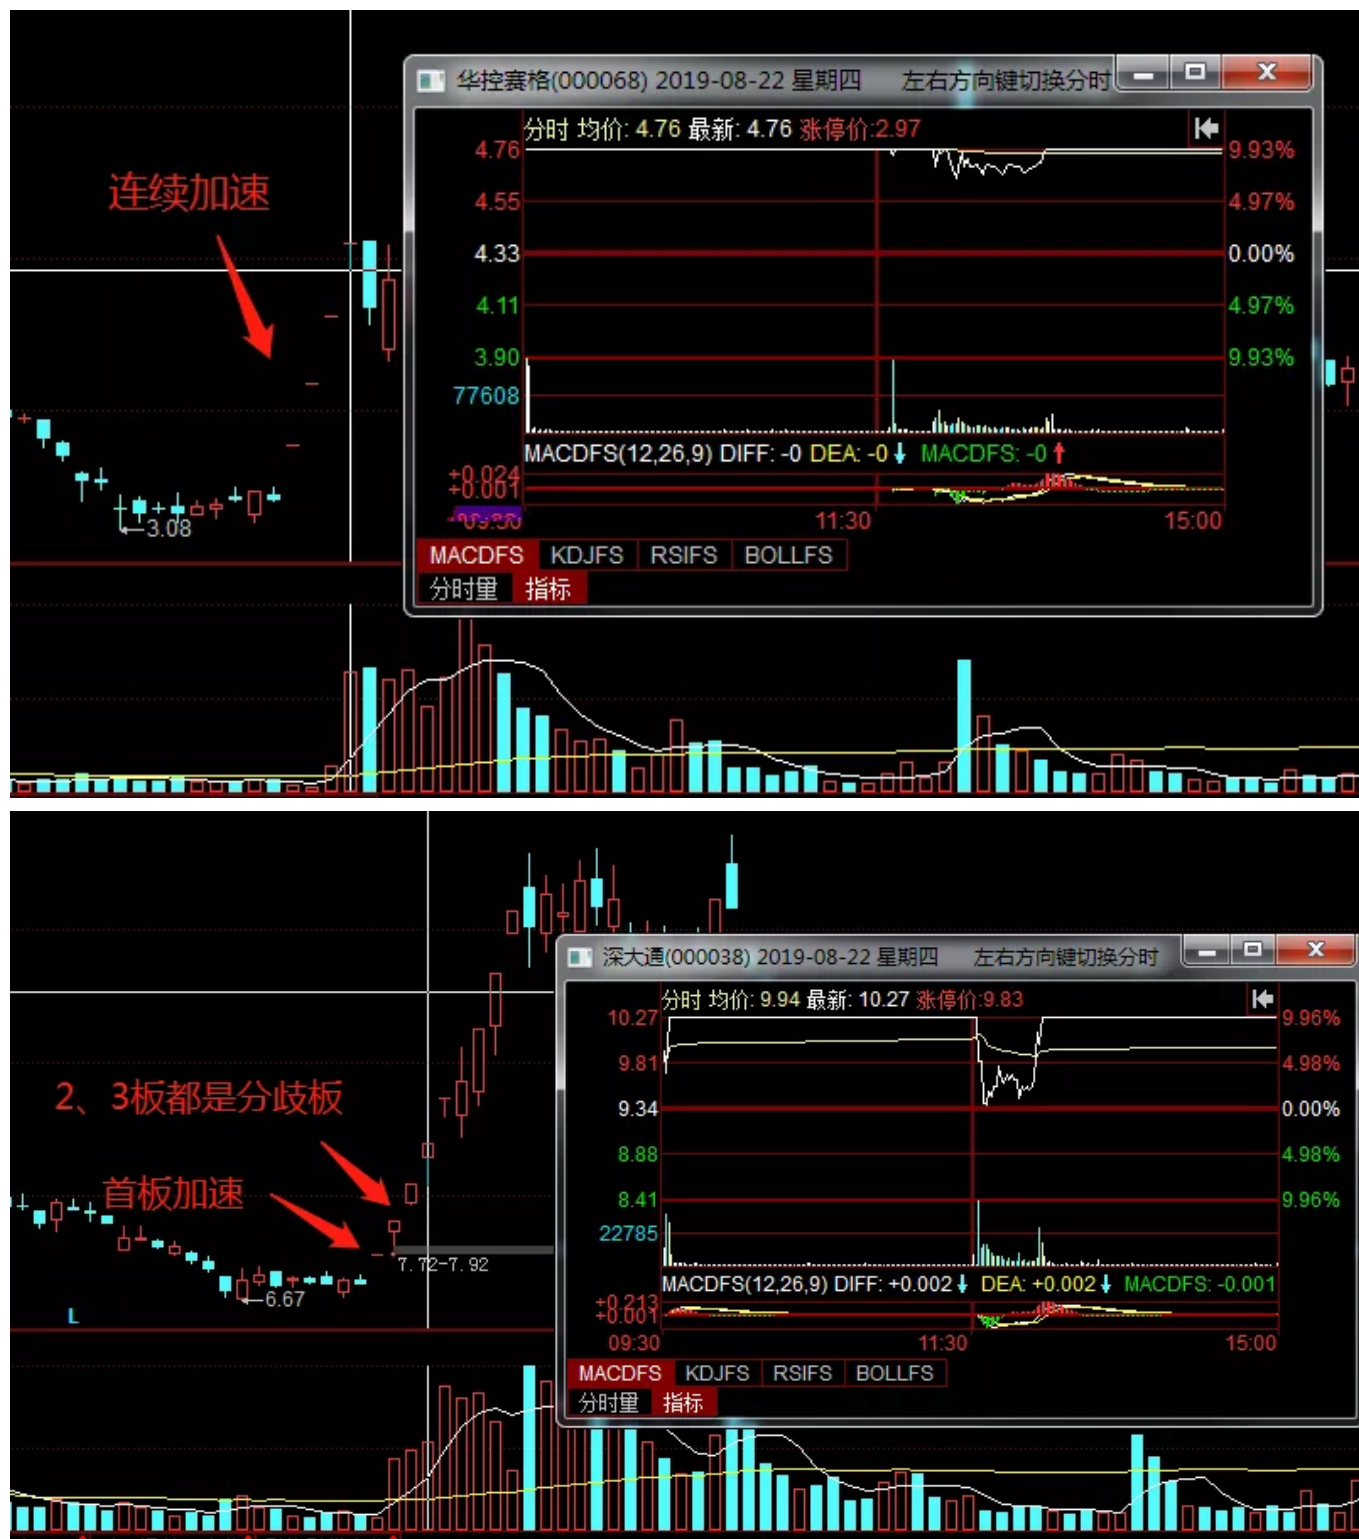 华控赛格(000068) 2019-08-22 星期四 左右方向键切换分时
分时 均价: 4.76 最新: 4.76 涨停价:2.97
4.76 9.93%
连续加速
4.55 4.97%
4.33 0.00%
4.11 4.97%
3.90 9.93%
77608
MACDFS(12,26,9) DIFF: -0 DEA: -0 MACDFS: -0
+0.024
+0.001
3.08
09:30 11:30 15:00
MACDFS KDJFS RSIFS BOLLFS
分时量 指标
深大通(000038) 2019-08-22 星期四 左右方向键切换分时
分时 均价: 9.94 最新: 10.27 涨停价:9.83
10.27 9.96%
9.81 4.98%
2、3板都是分歧板
9.34 0.00%
8.88 4.98%
首板加速
8.41 9.96%
22785
7.72-7.92
MACDFS(12,26,9) DIFF: +0.002 DEA: +0.002 MACDFS: -0.001
6.67
+0.213
+0.001
L
09:30 11:30 15:00
MACDFS KDJFS RSIFS BOLLFS
分时量 指标